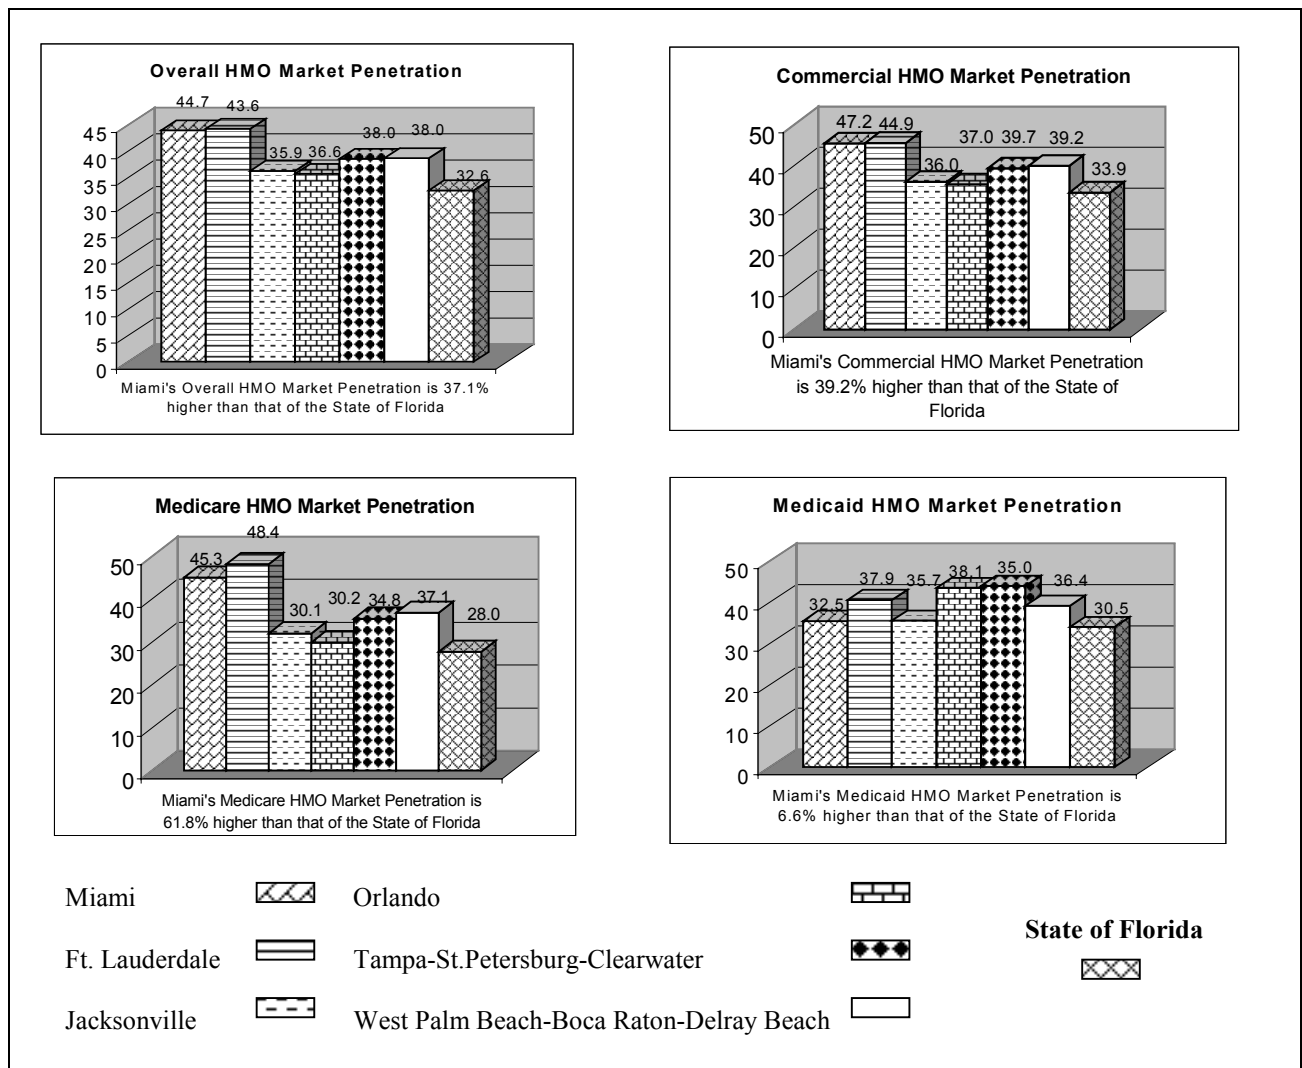 Overall HMO Market Penetration
44.7 43.6 35.9 36.6 38.0 38.0 32.6
45
40
35
30
25
20
15
10
5
0
Miami's Overall HMO Market Penetration is 37.1%
higher than that of the State of Florida
Commercial HMO Market Penetration
47.2 44.9 36.0 37.0 39.7 39.2 33.9
50
40
30
20
10
0
Miami's Commercial HMO Market Penetration
is 39.2% higher than that of the State of
Florida
Medicare HMO Market Penetration
45.3 48.4 30.1 30.2 34.8 37.1 28.0
50
40
30
20
10
0
Miami's Medicare HMO Market Penetration is
61.8% higher than that of the State of Florida
Medicaid HMO Market Penetration
32.5 37.9 35.7 38.1 35.0 36.4 30.5
50
40
30
20
10
0
Miami's Medicaid HMO Market Penetration is
6.6% higher than that of the State of Florida
Miami Orlando
Ft. Lauderdale Tampa-St.Petersburg-Clearwater
Jacksonville West Palm Beach-Boca Raton-Delray Beach
State of Florida